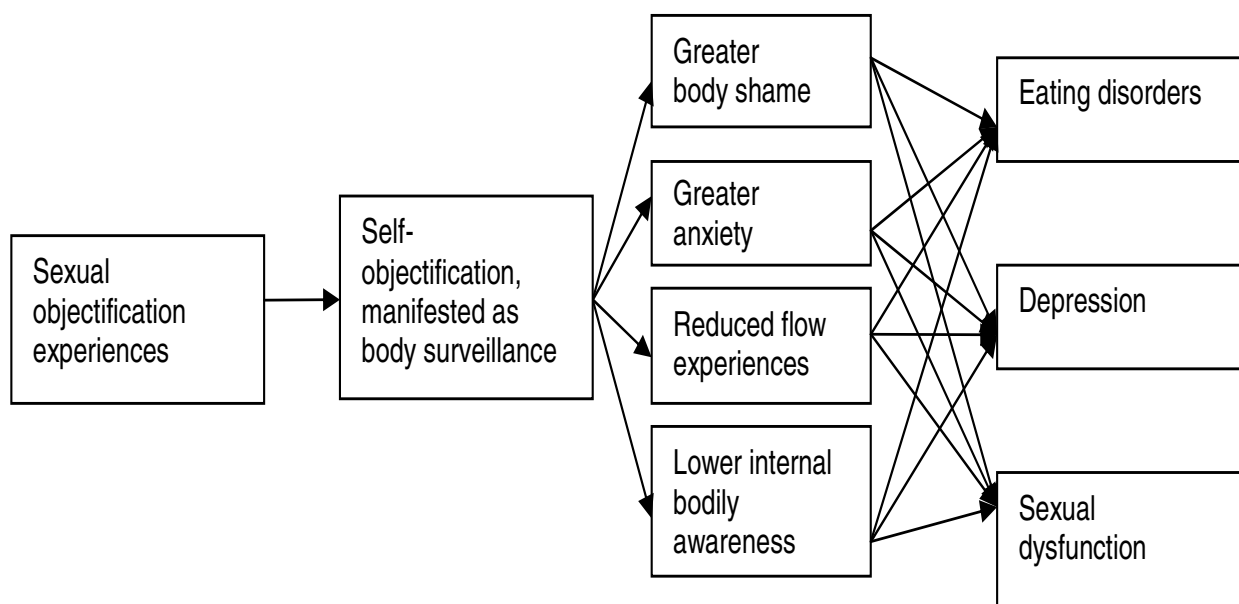 Sexual
objectification
experiences
Self-
objectification,
manifested as
body surveillance
Greater
body shame
Greater
anxiety
Reduced flow
experiences
Lower internal
bodily
awareness
Eating disorders
Depression
Sexual
dysfunction